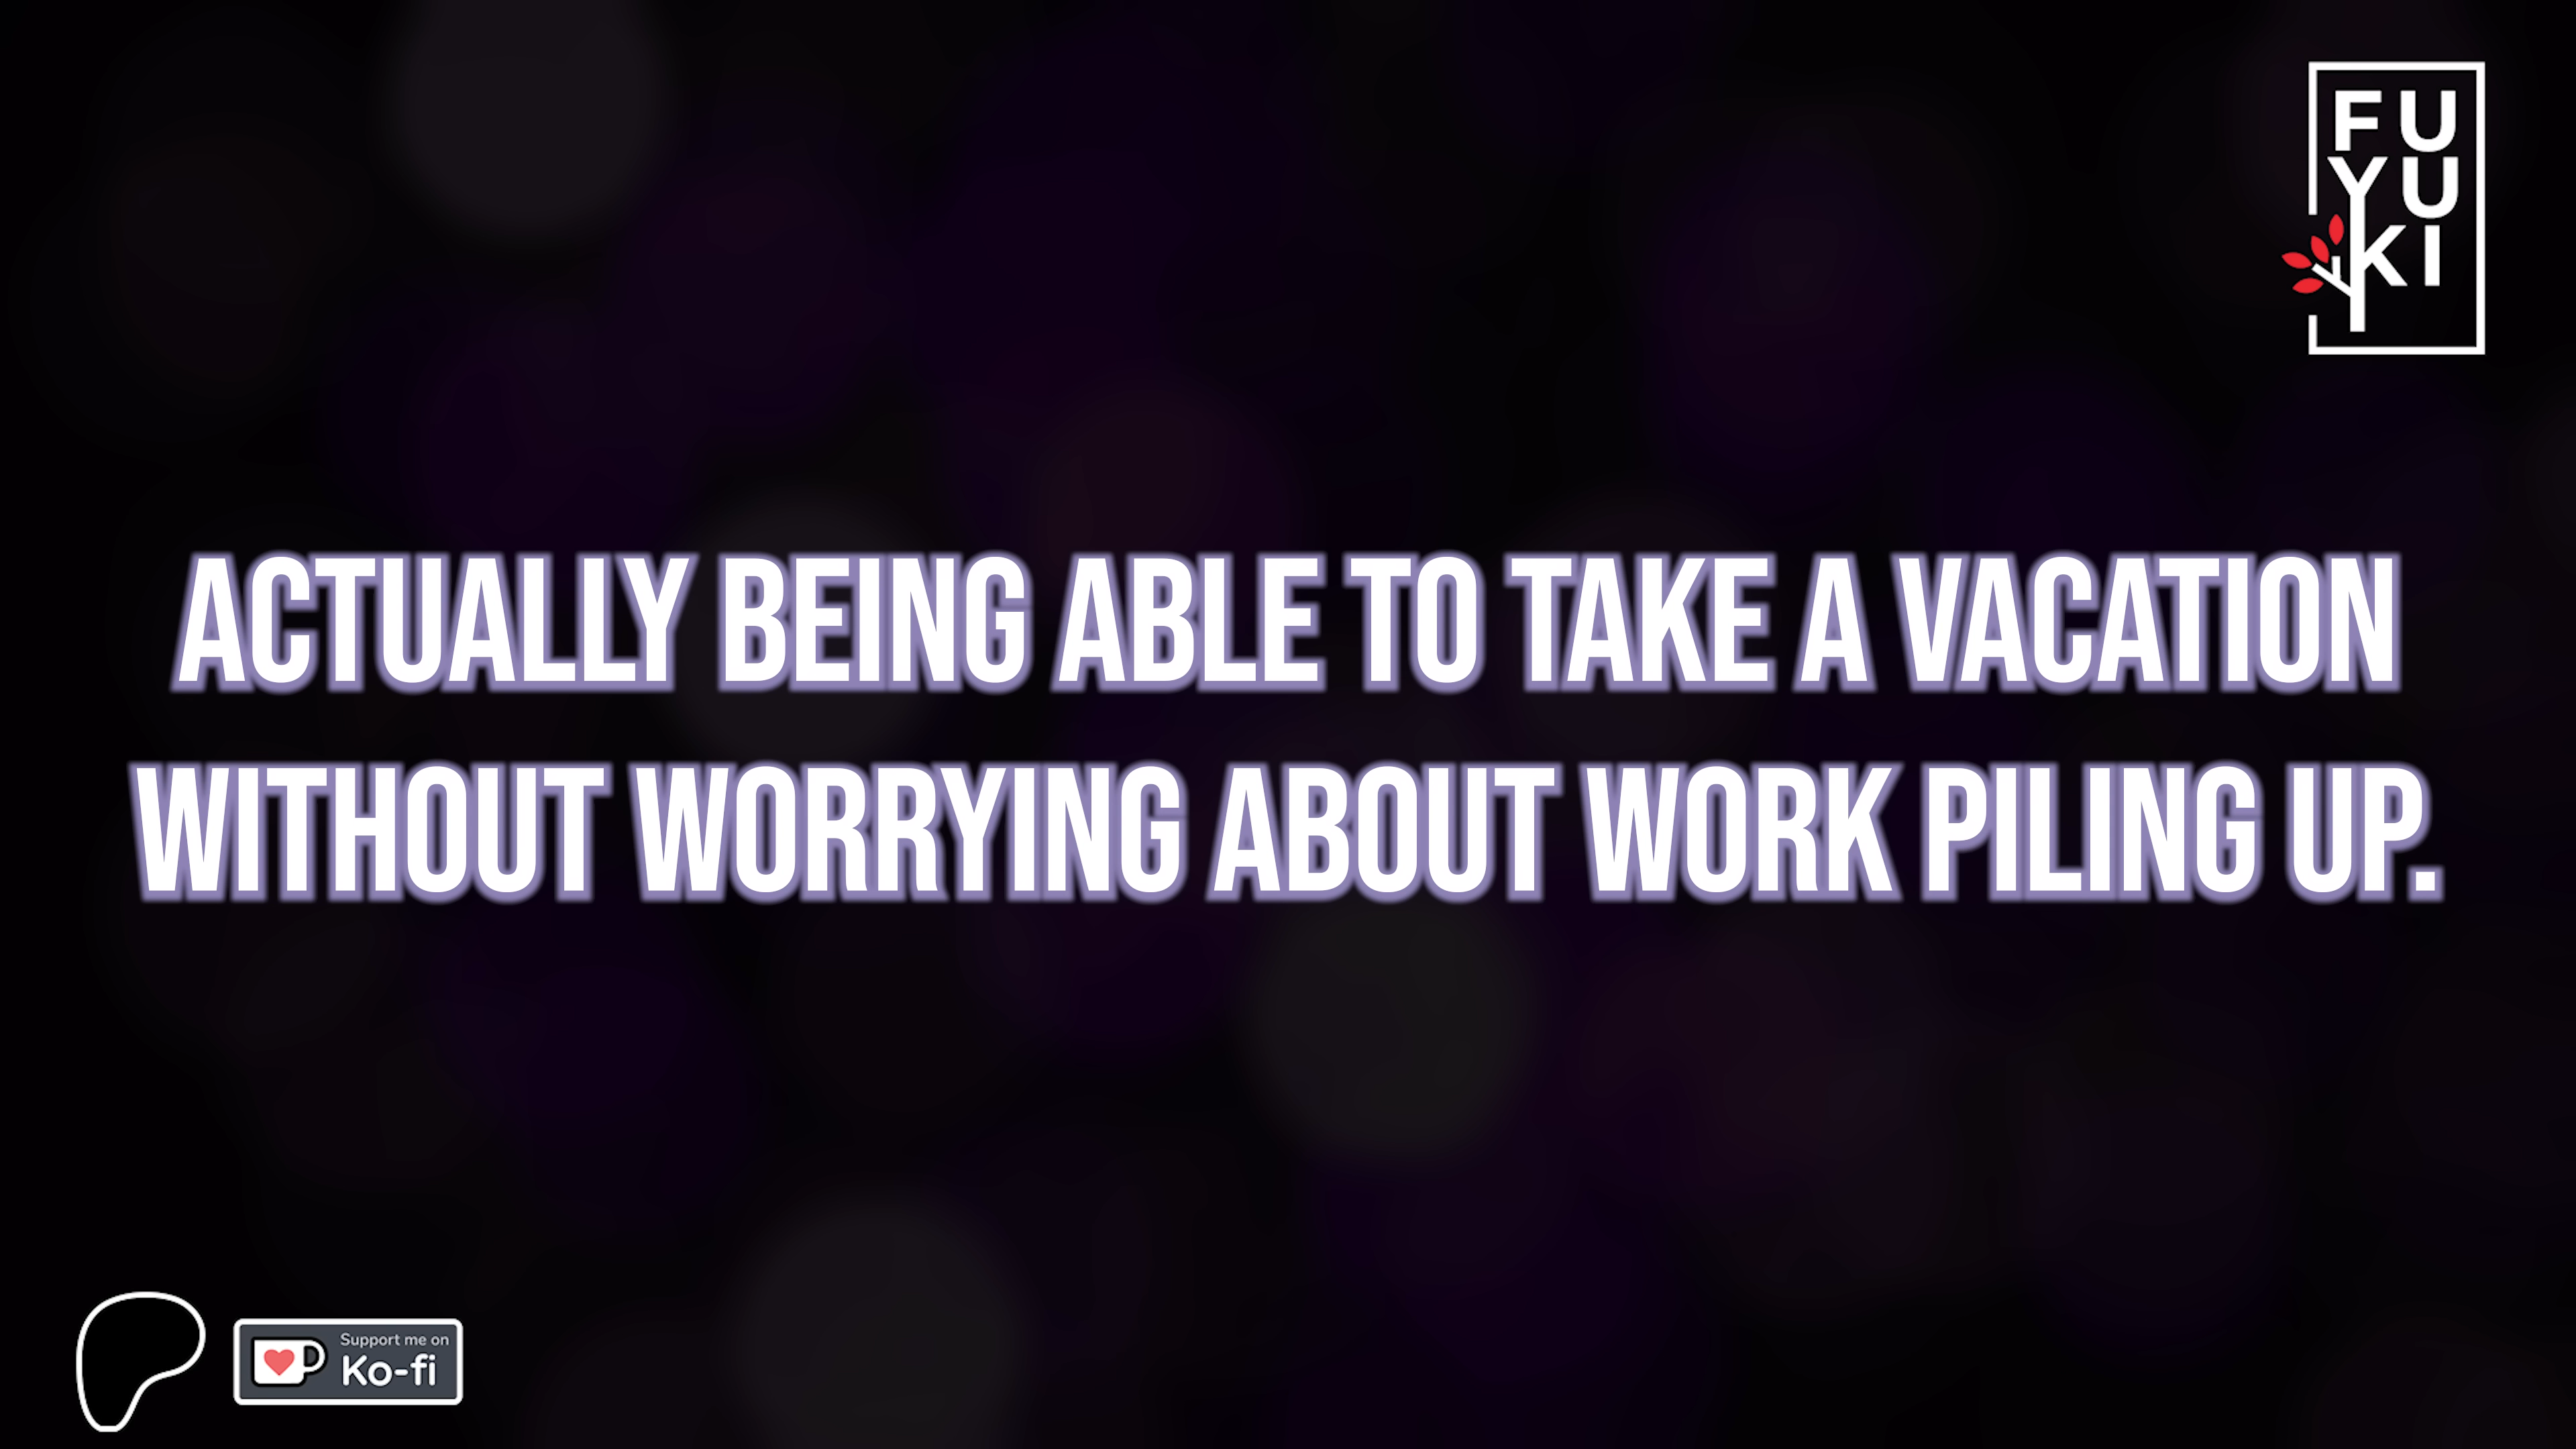 FU
YU
KI
ACTUALLY BEING ABLE TO TAKE A VACATION
WITHOUT WORRYING ABOUT WORK PILING UP.
Support me on
Ko-fi